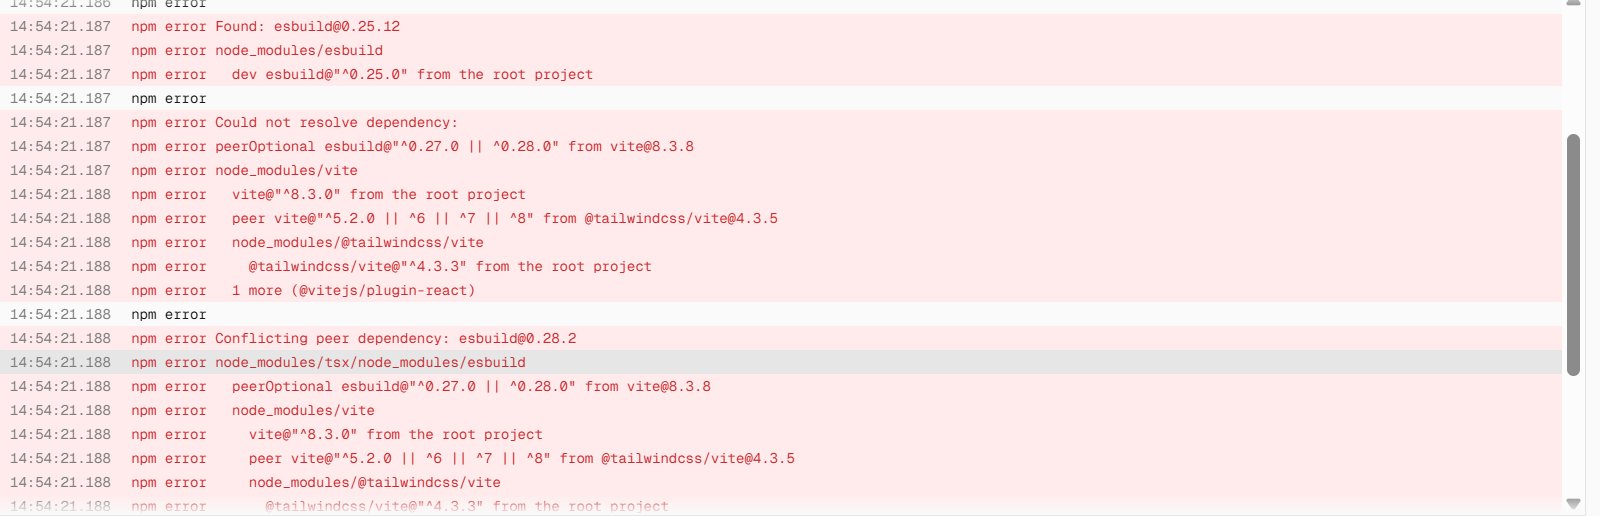 14:54:21.186 npm error
14:54:21.187 npm error Found: esbuild@0.25.12
14:54:21.187 npm error node_modules/esbuild
14:54:21.187 npm error   dev esbuild@"^0.25.0" from the root project
14:54:21.187 npm error
14:54:21.187 npm error Could not resolve dependency:
14:54:21.187 npm error peerOptional esbuild@"^0.27.0 || ^0.28.0" from vite@8.3.8
14:54:21.187 npm error node_modules/vite
14:54:21.188 npm error   vite@"^8.3.0" from the root project
14:54:21.188 npm error   peer vite@"^5.2.0 || ^6 || ^7 || ^8" from @tailwindcss/vite@4.3.5
14:54:21.188 npm error   node_modules/@tailwindcss/vite
14:54:21.188 npm error     @tailwindcss/vite@"^4.3.3" from the root project
14:54:21.188 npm error   1 more (@vitejs/plugin-react)
14:54:21.188 npm error
14:54:21.188 npm error Conflicting peer dependency: esbuild@0.28.2
14:54:21.188 npm error node_modules/tsx/node_modules/esbuild
14:54:21.188 npm error   peerOptional esbuild@"^0.27.0 || ^0.28.0" from vite@8.3.8
14:54:21.188 npm error   node_modules/vite
14:54:21.188 npm error     vite@"^8.3.0" from the root project
14:54:21.188 npm error     peer vite@"^5.2.0 || ^6 || ^7 || ^8" from @tailwindcss/vite@4.3.5
14:54:21.188 npm error     node_modules/@tailwindcss/vite
14:54:21.188 npm error       @tailwindcss/vite@"^4.3.3" from the root project